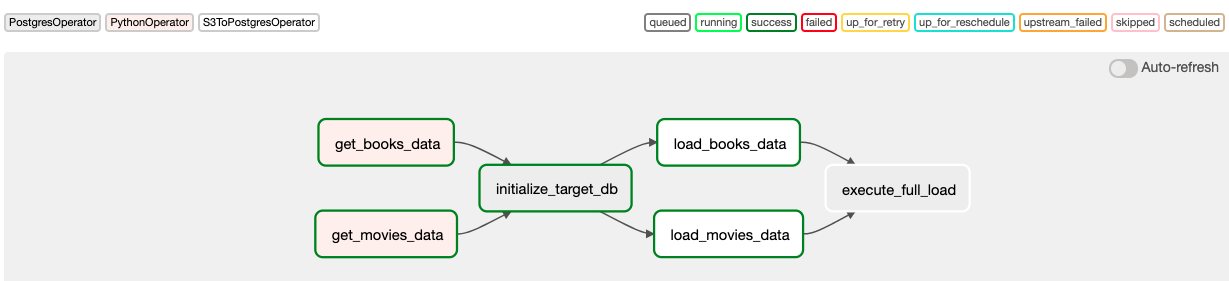 PostgresOperator PythonOperator S3ToPostgresOperator queued running success failed up_for_retry up_for_reschedule upstream_failed skipped scheduled
Auto-refresh
get_books_data load_books_data
initialize_target_db execute_full_load
get_movies_data load_movies_data